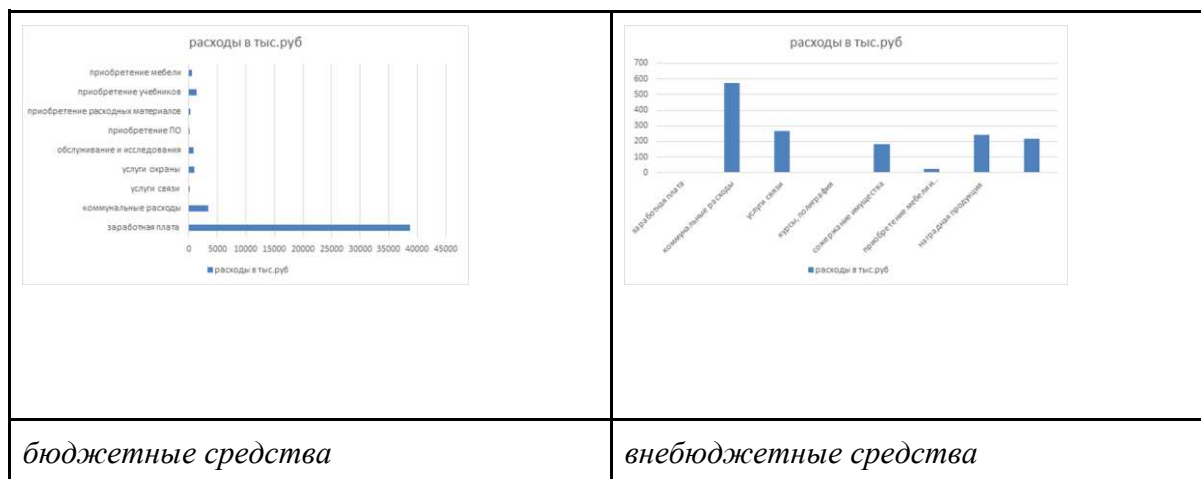 расходы в тыс.руб
приобретение мебели
приобретение учебников
приобретение расходных материалов
приобретение ПО
обслуживание и исследования
услуги охраны
услуги связи
коммунальные расходы
заработная плата
0 5000 10000 15000 20000 25000 30000 35000 40000 45000
расходы в тыс.руб
расходы в тыс.руб
700
600
500
400
300
200
100
0
заработная плата
коммунальные расходы
услуги связи
курсы, полиграфия
сожержание имущества
приобретение мебели и..
наградная продукция
расходы в тыс.руб
бюджетные средства
внебюджетные средства